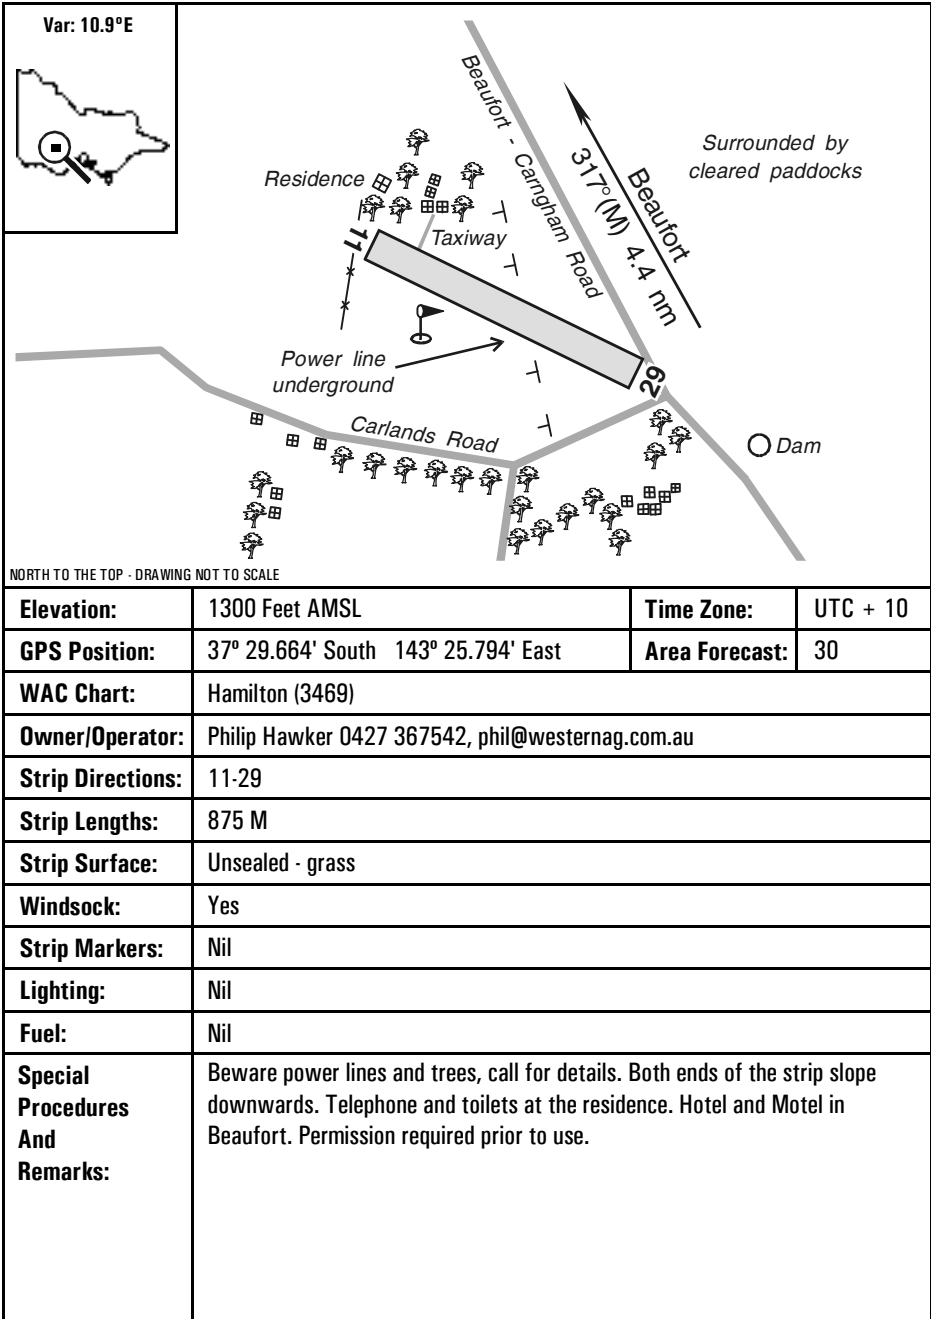 Var: 10.9ºE
Beaufort - Carngham Road
Beaufort
317°(M) 4.4 nm
Surrounded by
cleared paddocks
Residence
11
Taxiway
Power line
underground
29
Carlands Road
Dam
NORTH TO THE TOP - DRAWING NOT TO SCALE
Elevation: 1300 Feet AMSL Time Zone: UTC + 10
GPS Position: 37º 29.664' South 143º 25.794' East Area Forecast: 30
WAC Chart: Hamilton (3469)
Owner/Operator: Philip Hawker 0427 367542, phil@westernag.com.au
Strip Directions: 11-29
Strip Lengths: 875 M
Strip Surface: Unsealed - grass
Windsock: Yes
Strip Markers: Nil
Lighting: Nil
Fuel: Nil
Special
Procedures
And
Remarks:
Beware power lines and trees, call for details. Both ends of the strip slope
downwards. Telephone and toilets at the residence. Hotel and Motel in
Beaufort. Permission required prior to use.